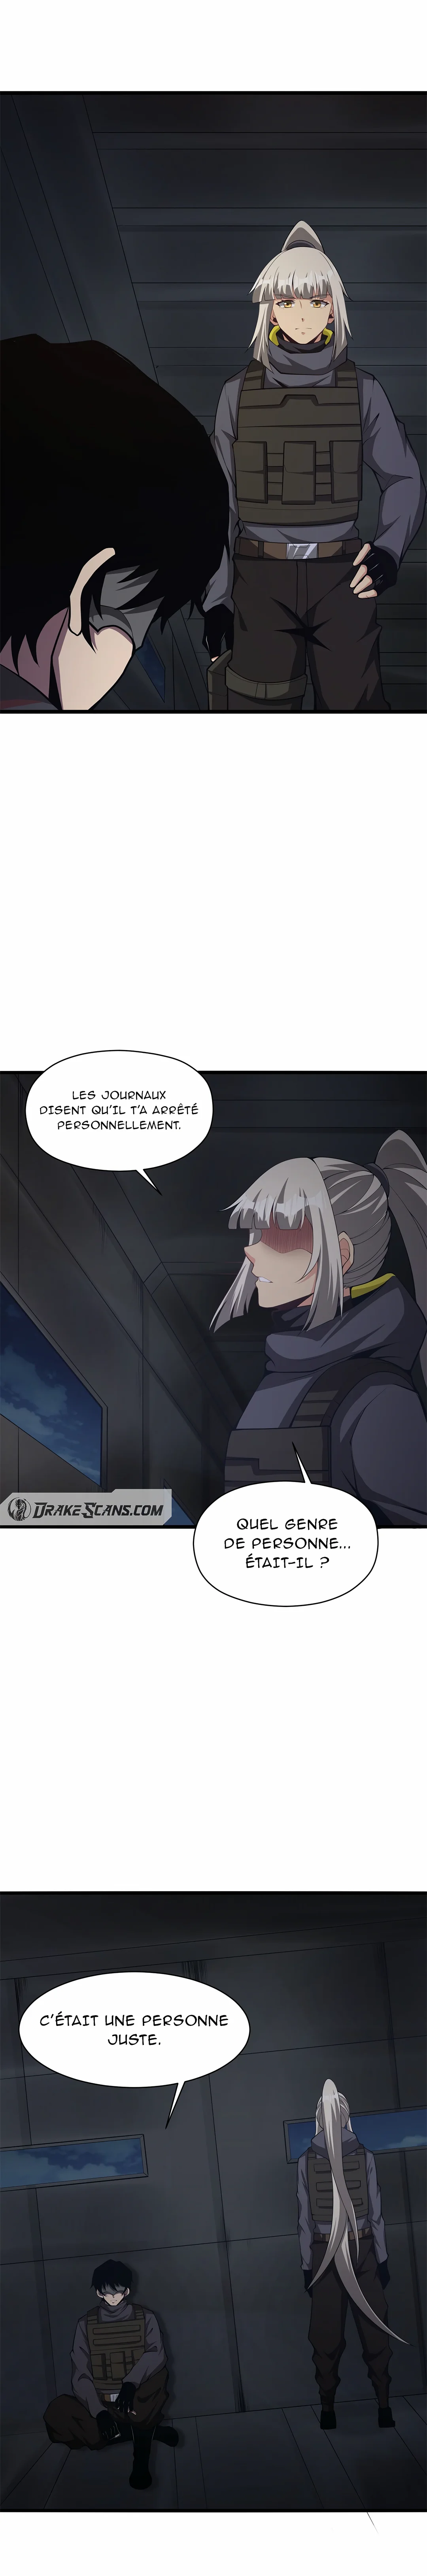 LES JOURNAUX
DISENT QU'IL T'A ARRÊTÉ
PERSONNELLEMENT.
DRAKESCANS.COM
QUEL GENRE
DE PERSONNE...
ÉTAIT-IL ?
C'ÉTAIT UNE PERSONNE
JUSTE.